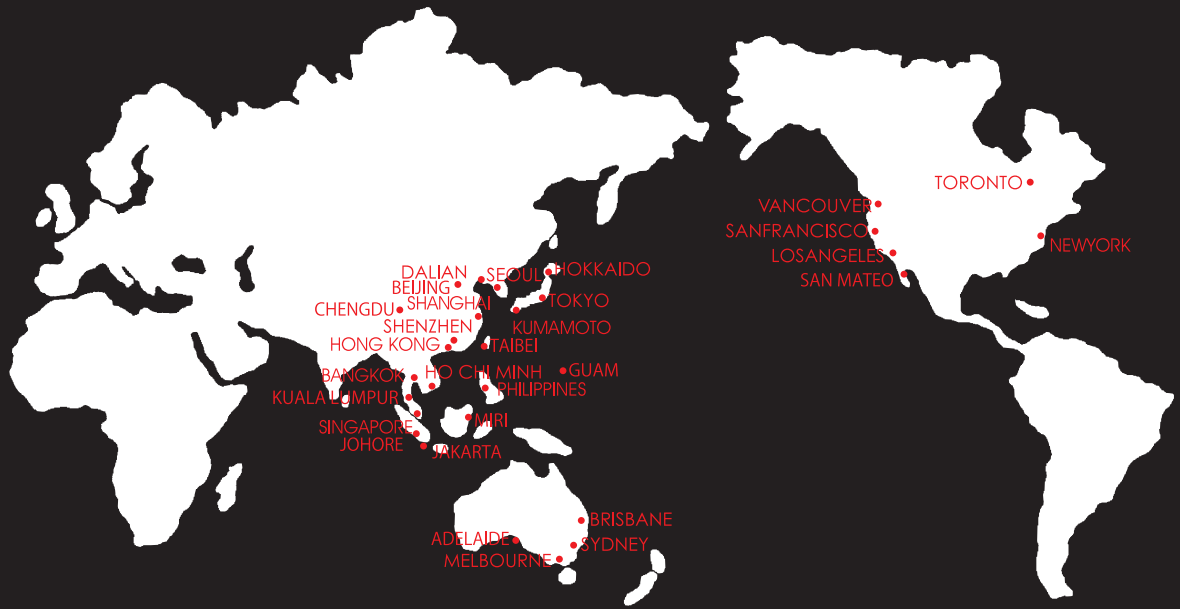 TORONTO
VANCOUVER
SANFRANCISCO
NEWYORK
LOSANGELES
SAN MATEO
DALIAN
SEOUL
HOKKAIDO
BEIJING
SHANGHAI
TOKYO
CHENGDU
SHENZHEN
KUMAMOTO
HONG KONG
TAIBEI
BANGKOK
HO CHI MINH
GUAM
PHILIPPINES
KUALA LUMPUR
MIRI
SINGAPORE
JOHORE
JAKARTA
BRISBANE
ADELAIDE
SYDNEY
MELBOURNE